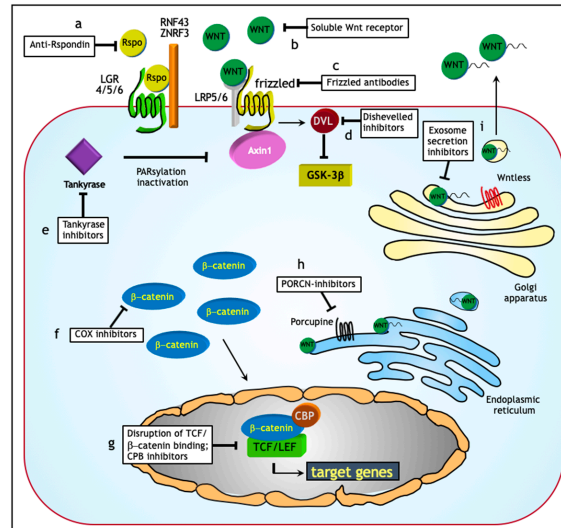 a
RNF43
ZNRF3
Anti-Rspondin
Rspo
WNT
WNT
Soluble Wnt receptor
b
WNT
WNT
LGR
4/5/6
Rspo
WNT
frizzled
c
Frizzled antibodies
LRP5/6
Axin1
DVL
d
Dishevelled
inhibitors
GSK-3β
Exosome
secretion
inhibitors
i
WNT
WNT
Wntless
Golgi
apparatus
Tankyrase
PARsylation
inactivation
e
Tankyrase
inhibitors
β-catenin
β-catenin
β-catenin
β-catenin
f
COX inhibitors
h
PORCN-inhibitors
Porcupine
WNT
WNT
WNT
Endoplasmic
reticulum
g
Disruption of TCF/
β-catenin binding;
CPB inhibitors
CBP
β-catenin
TCF/LEF
target genes